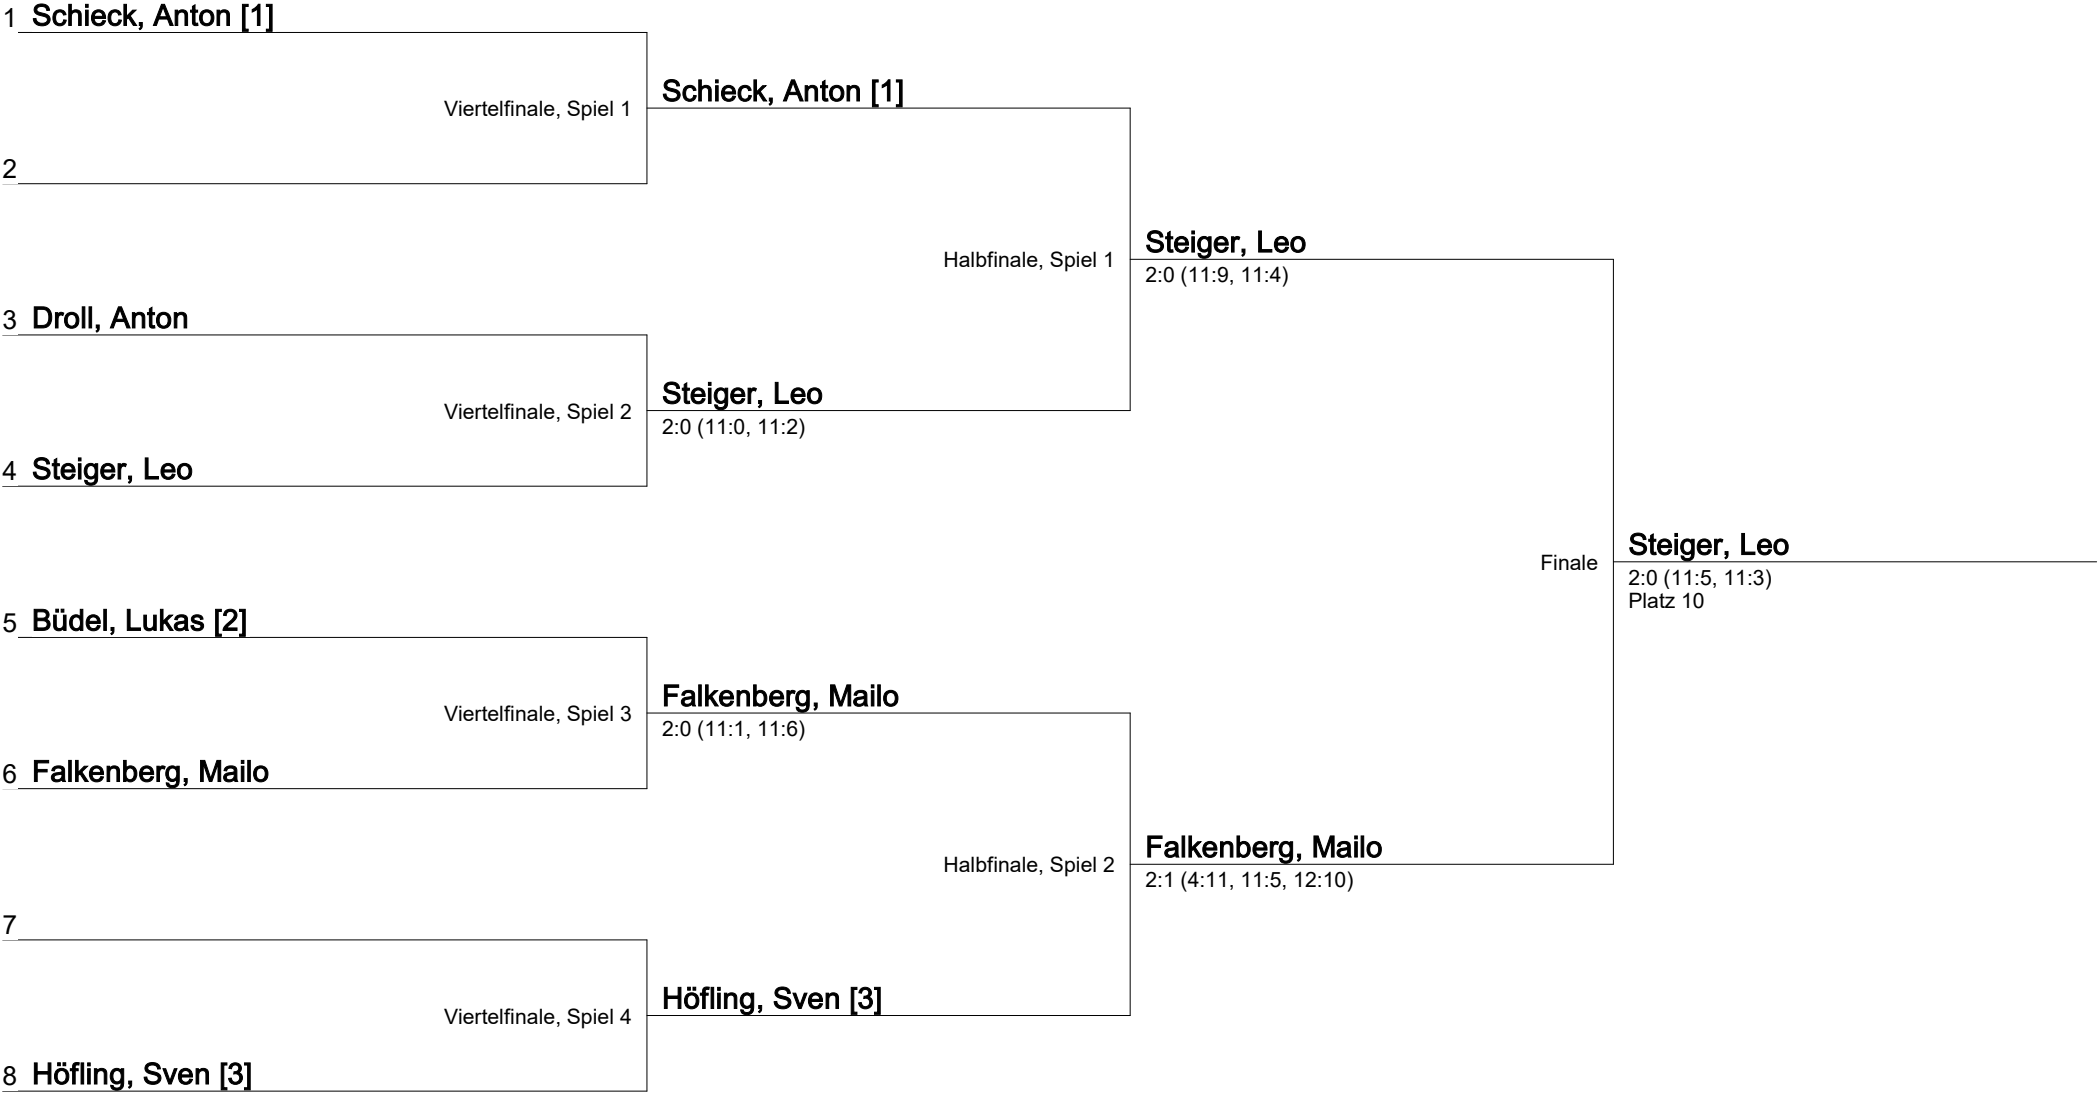 1 Schieck, Anton [1]
Schieck, Anton [1]
Viertelfinale, Spiel 1
2
Steiger, Leo
Halbfinale, Spiel 1
2:0 (11:9, 11:4)
3 Droll, Anton
Steiger, Leo
Viertelfinale, Spiel 2
2:0 (11:0, 11:2)
4 Steiger, Leo
Steiger, Leo
Finale
2:0 (11:5, 11:3)
Platz 10
5 Büdel, Lukas [2]
Falkenberg, Mailo
Viertelfinale, Spiel 3
2:0 (11:1, 11:6)
6 Falkenberg, Mailo
Falkenberg, Mailo
Halbfinale, Spiel 2
2:1 (4:11, 11:5, 12:10)
7
Höfling, Sven [3]
Viertelfinale, Spiel 4
8 Höfling, Sven [3]